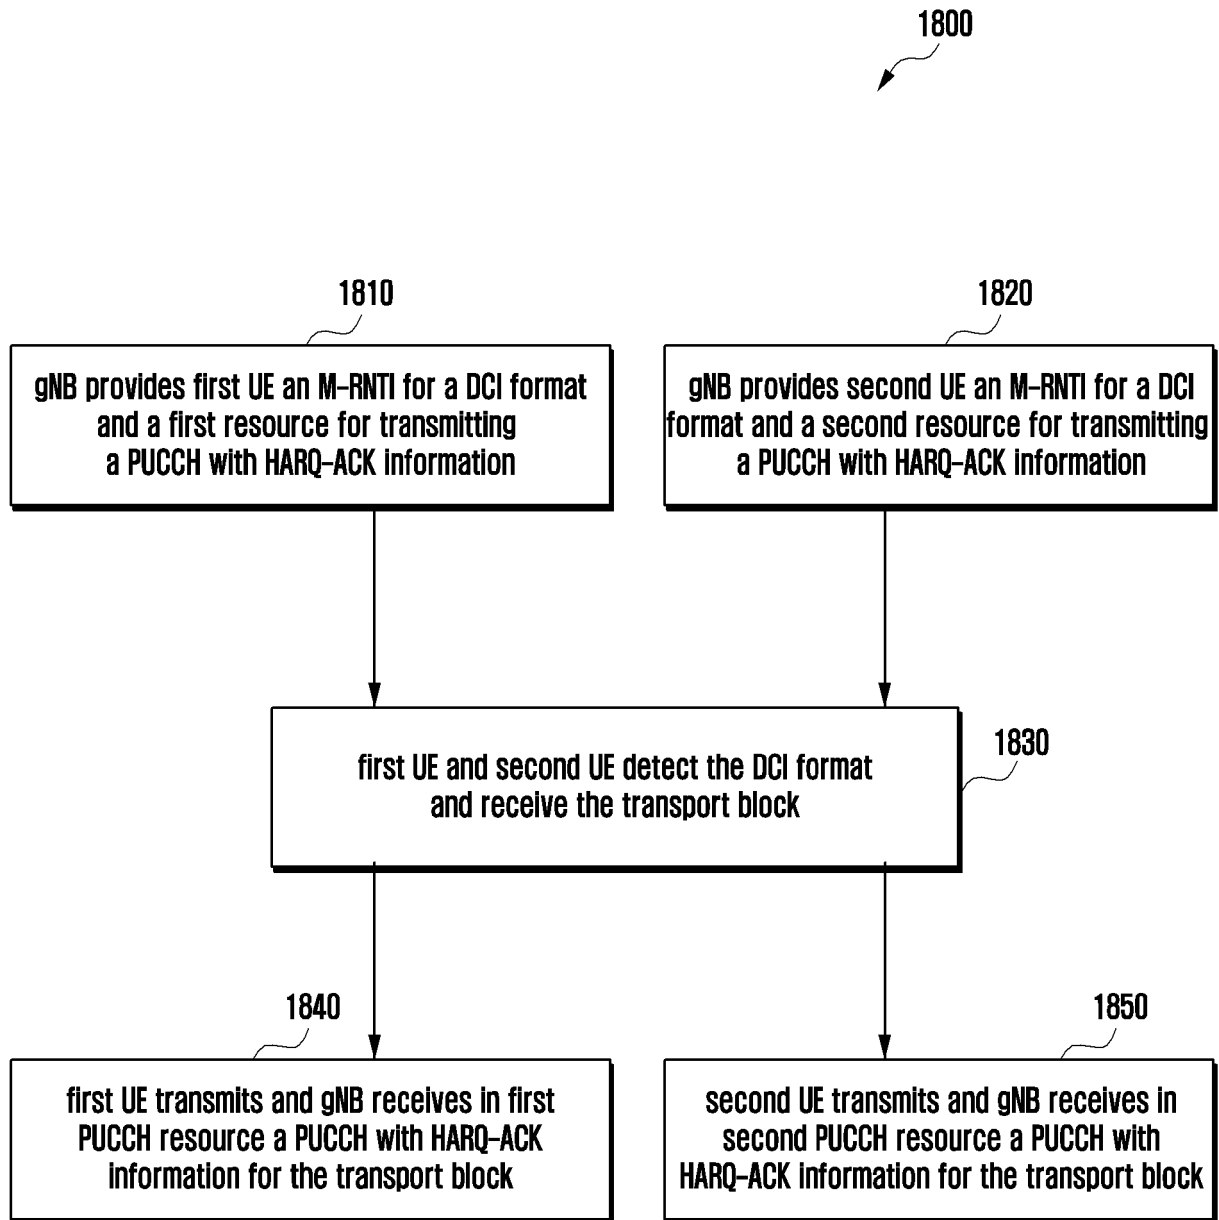 1800
1810
gNB provides first UE an M-RNTI for a DCI format
and a first resource for transmitting
a PUCCH with HARQ-ACK information
1820
gNB provides second UE an M-RNTI for a DCI
format and a second resource for transmitting
a PUCCH with HARQ-ACK information
1830
first UE and second UE detect the DCI format
and receive the transport block
1840
first UE transmits and gNB receives in first
PUCCH resource a PUCCH with HARQ-ACK
information for the transport block
1850
second UE transmits and gNB receives in
second PUCCH resource a PUCCH with
HARQ-ACK information for the transport block